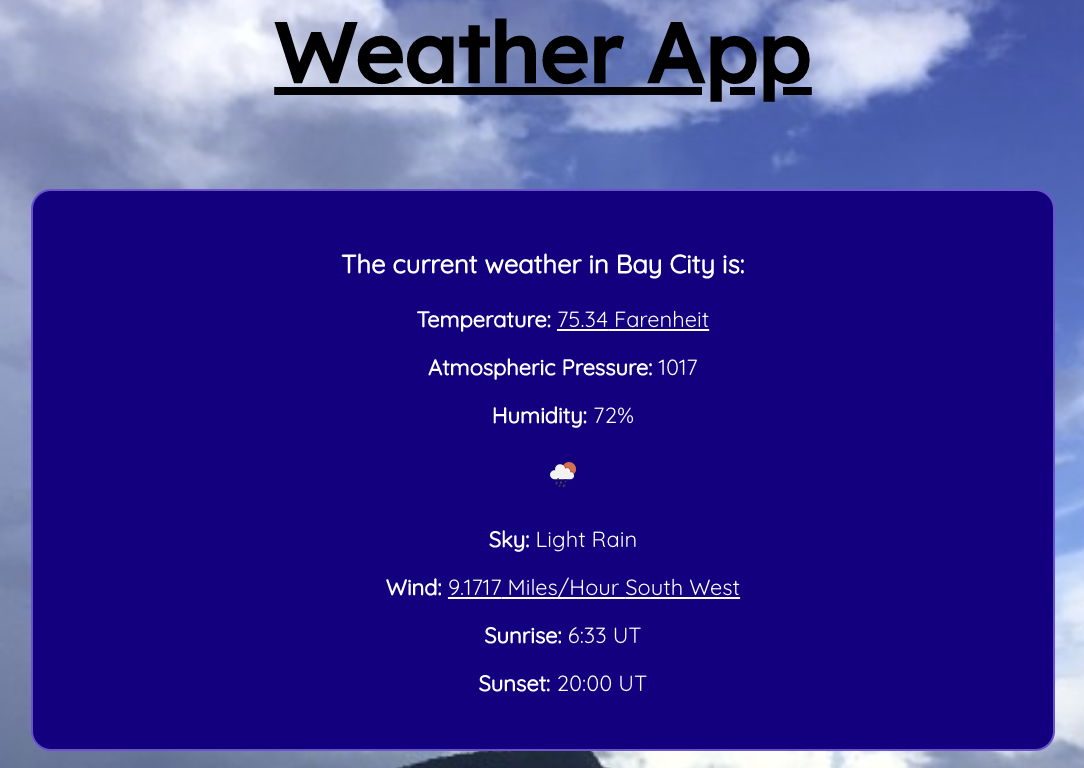 Weather App
The current weather in Bay City is:
Temperature: 75.34 Farenheit
Atmospheric Pressure: 1017
Humidity: 72%
Sky: Light Rain
Wind: 9.1717 Miles/Hour South West
Sunrise: 6:33 UT
Sunset: 20:00 UT